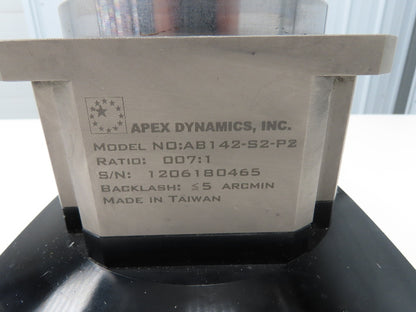 APEX DYNAMICS, INC.
MODEL NO:AB142-S2-P2
RATIO: 007:1
S/N: 1206180465
BACKLASH: ≤5 ARCMIN
MADE IN TAIWAN